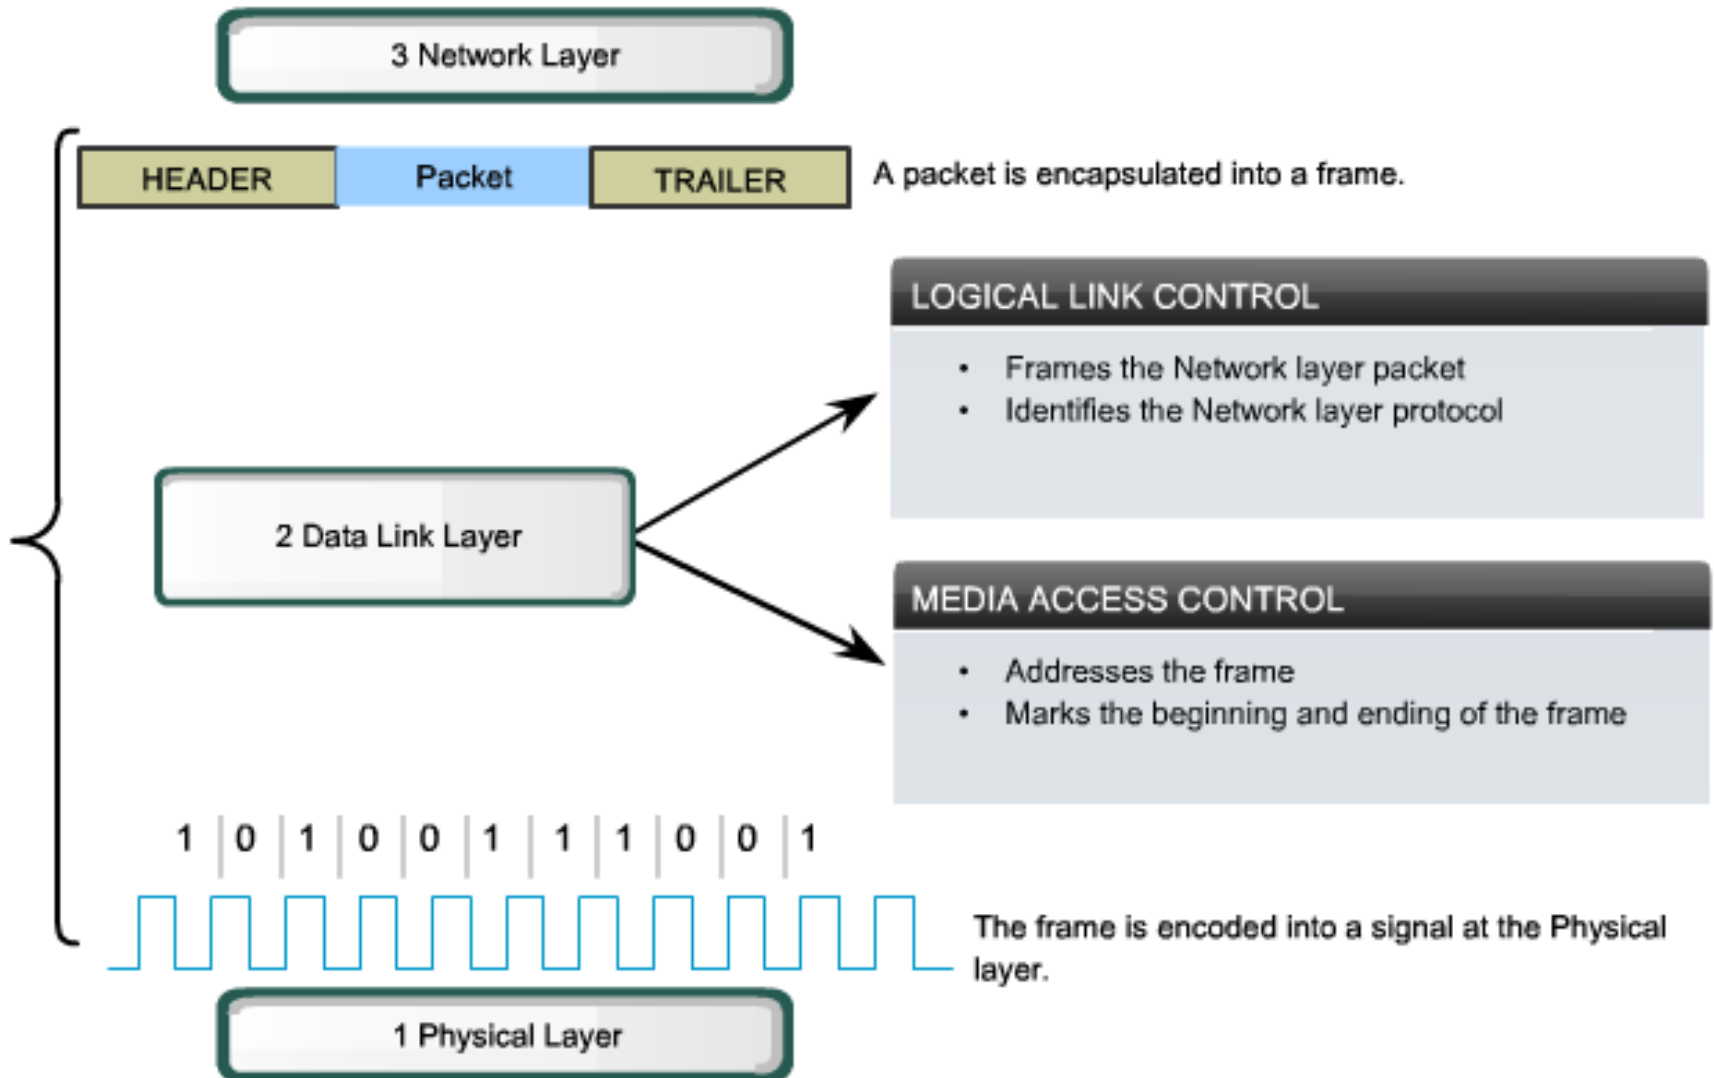 3 Network Layer
HEADER Packet TRAILER A packet is encapsulated into a frame.
LOGICAL LINK CONTROL
• Frames the Network layer packet
• Identifies the Network layer protocol
2 Data Link Layer
MEDIA ACCESS CONTROL
• Addresses the frame
• Marks the beginning and ending of the frame
1 0 1 0 0 1 1 1 0 0 1
The frame is encoded into a signal at the Physical
layer.
1 Physical Layer